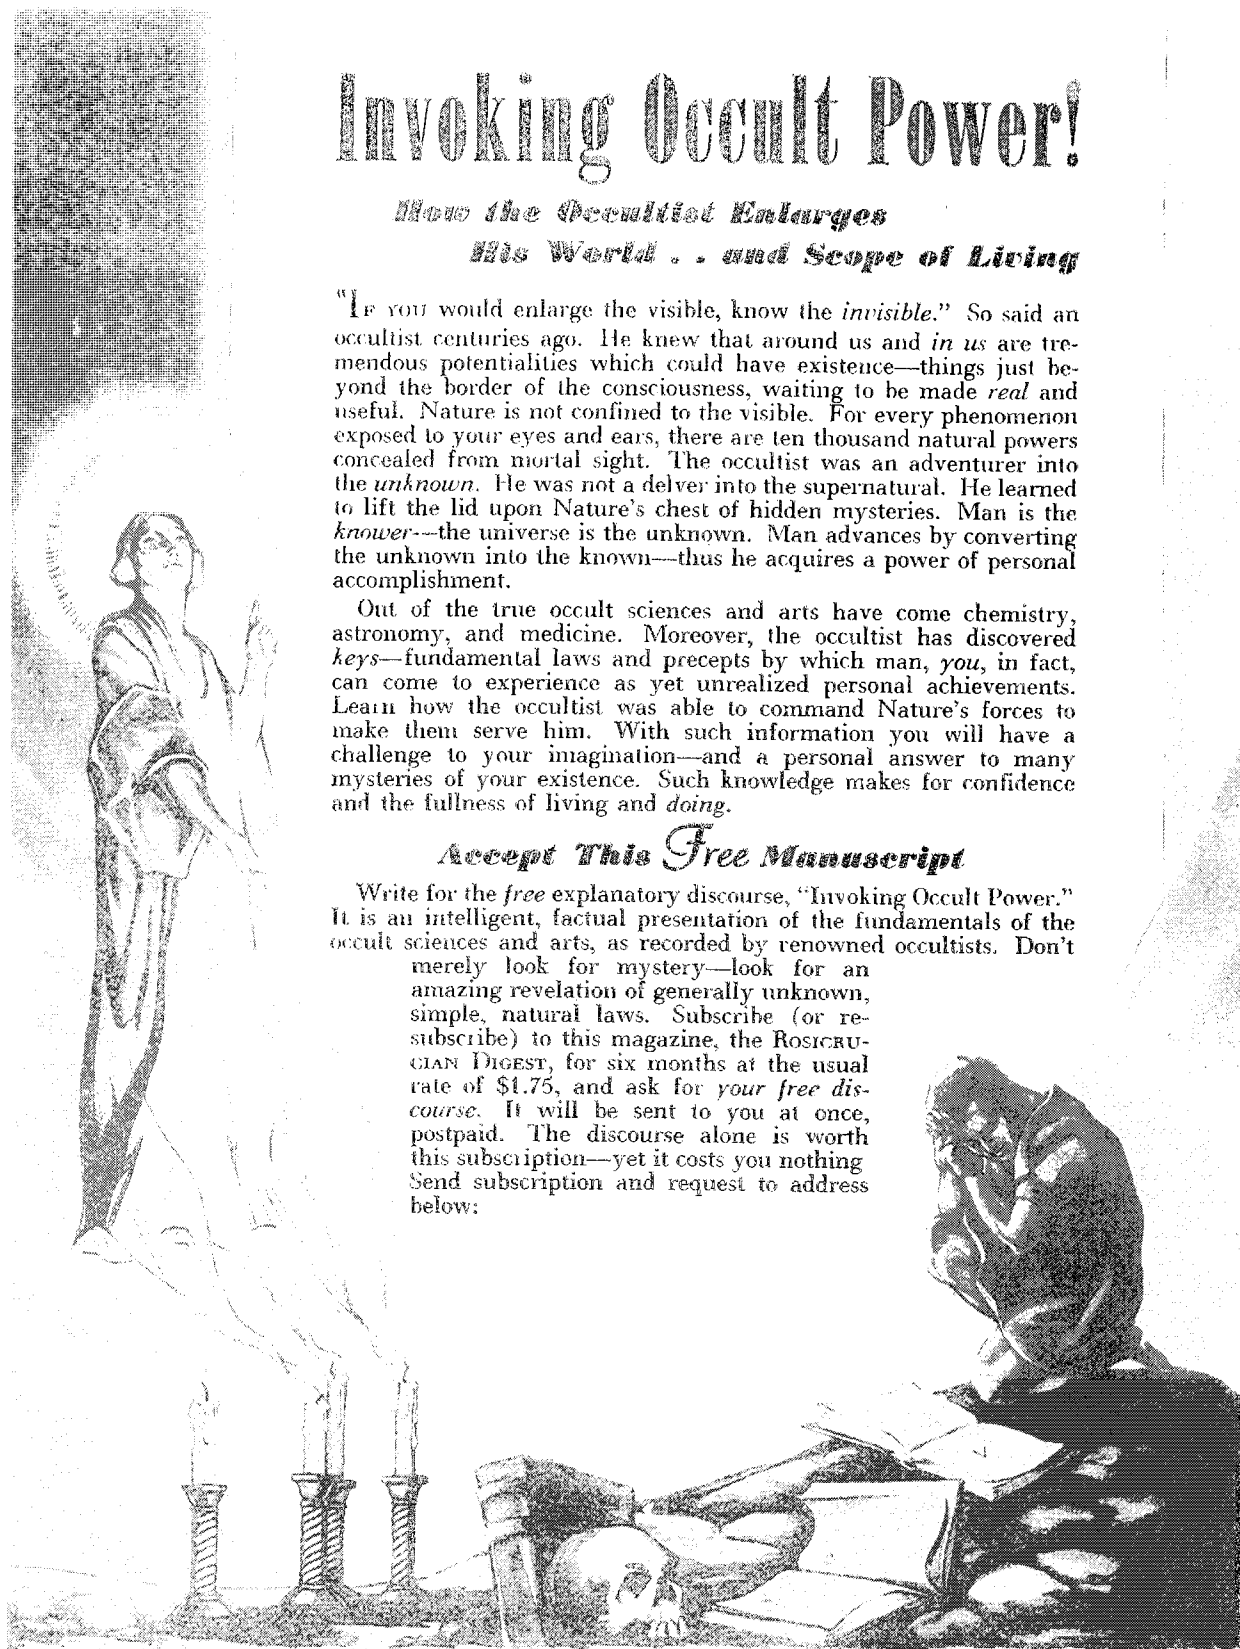 Invoking Occult Power!
How the Occultist Enlarges
His World . . and Scope of Living
"IF YOU would enlarge the visible, know the invisible." So said an
occultist centuries ago. He knew that around us and in us are tre-
mendous potentialities which could have existence—things just be-
yond the border of the consciousness, waiting to be made real and
useful. Nature is not confined to the visible. For every phenomenon
exposed to your eyes and ears, there are ten thousand natural powers
concealed from mortal sight. The occultist was an adventurer into
the unknown. He was not a delver into the supernatural. He learned
to lift the lid upon Nature's chest of hidden mysteries. Man is the
knower—the universe is the unknown. Man advances by converting
the unknown into the known—thus he acquires a power of personal
accomplishment.
Out of the true occult sciences and arts have come chemistry,
astronomy, and medicine. Moreover, the occultist has discovered
keys—fundamental laws and precepts by which man, you, in fact,
can come to experience as yet unrealized personal achievements.
Learn how the occultist was able to command Nature's forces to
make them serve him. With such information you will have a
challenge to your imagination—and a personal answer to many
mysteries of your existence. Such knowledge makes for confidence
and the fullness of living and doing.
Accept This Free Manuscript
Write for the free explanatory discourse, "Invoking Occult Power."
It is an intelligent, factual presentation of the fundamentals of the
occult sciences and arts, as recorded by renowned occultists. Don't
merely look for mystery—look for an
amazing revelation of generally unknown,
simple, natural laws. Subscribe (or re-
subscribe) to this magazine, the ROSICRU-
CIAN DIGEST, for six months at the usual
rate of $1.75, and ask for your free dis-
course. It will be sent to you at once,
postpaid. The discourse alone is worth
this subscription—yet it costs you nothing
Send subscription and request to address
below: